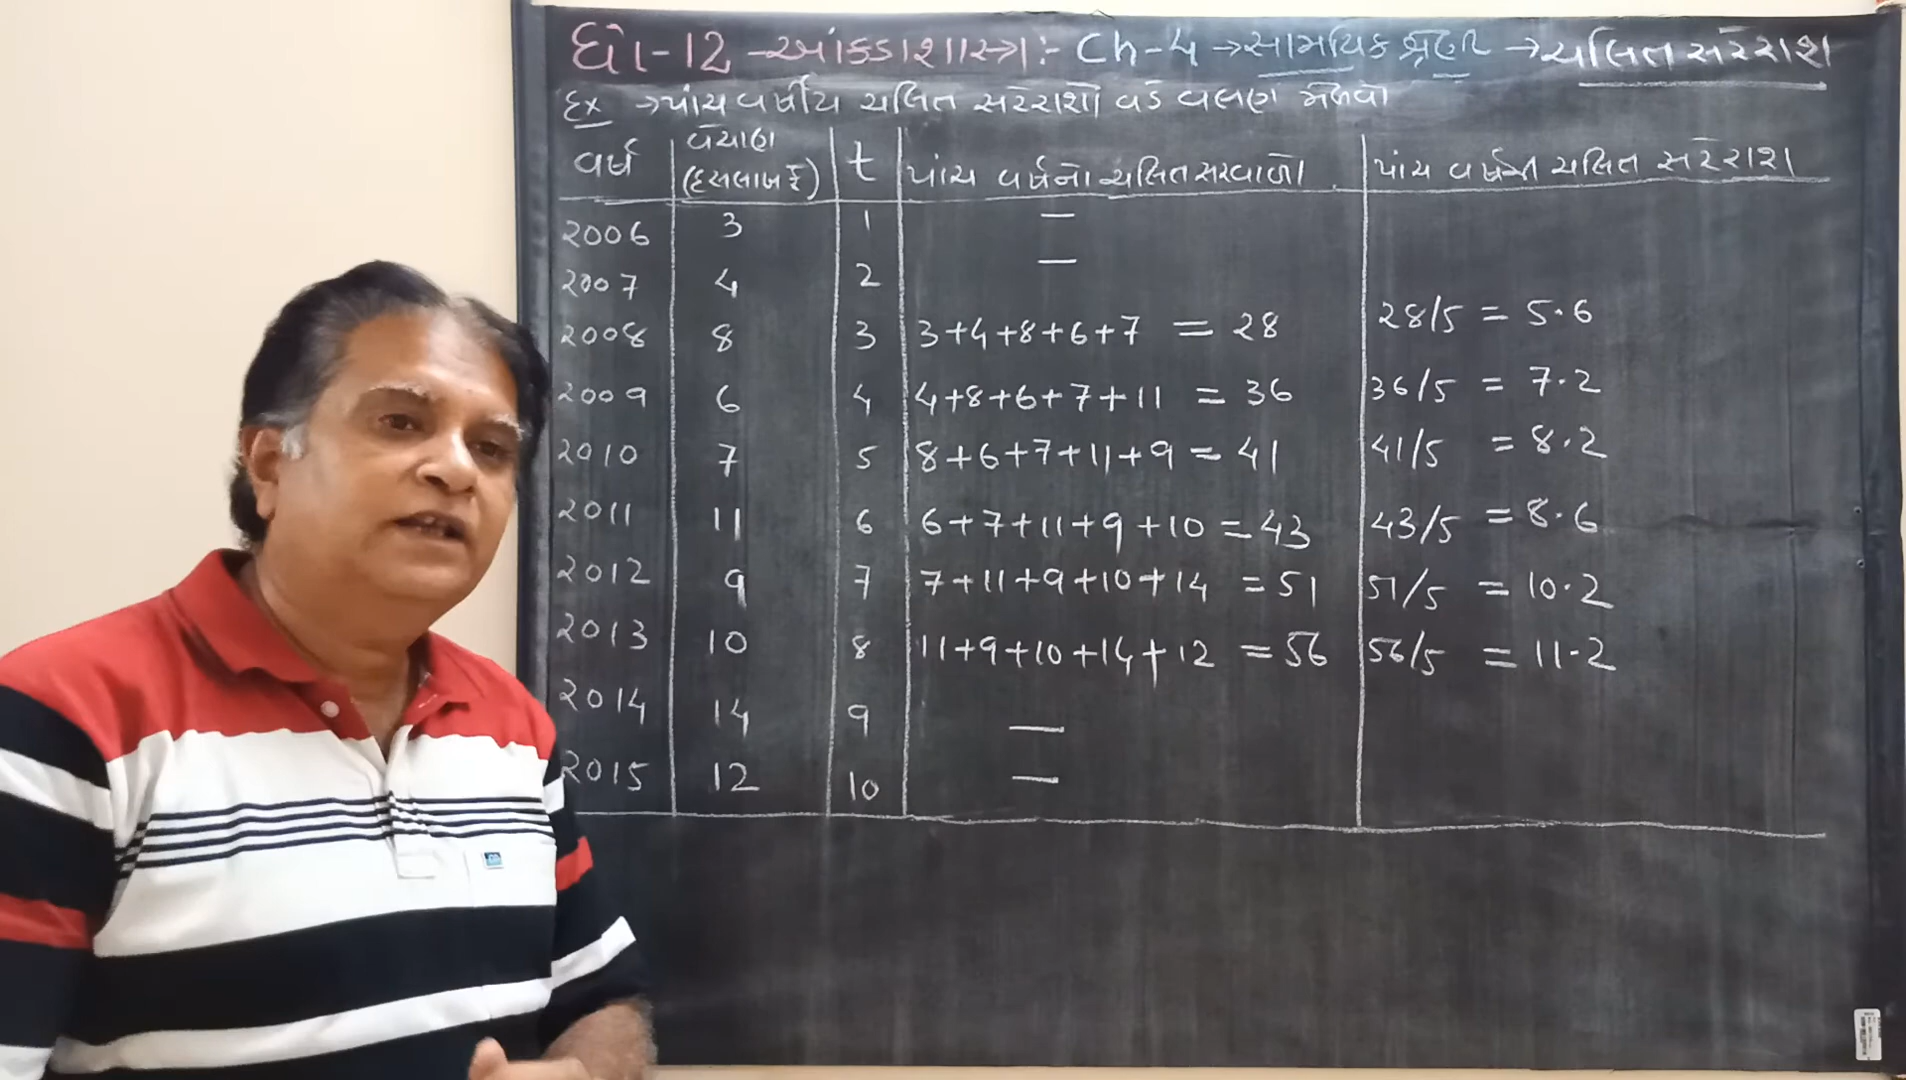 ધો-12 - આંકડાશાસ્ત્ર :- Ch-4 → સામયિક શ્રેણી → ચલિત સરેરાશ
Ex → પાંચ વર્ષીય ચલિત સરેરાશો વડે વલણ મેળવો
વર્ષ વેચાણ (દસલાખ રૂ) t પાંચ વર્ષનો ચલિત સરવાળો પાંચ વર્ષની ચલિત સરેરાશ
2006 3 1 —
2007 4 2 —
2008 8 3 3+4+8+6+7 = 28 28/5 = 5.6
2009 6 4 4+8+6+7+11 = 36 36/5 = 7.2
2010 7 5 8+6+7+11+9 = 41 41/5 = 8.2
2011 11 6 6+7+11+9+10 = 43 43/5 = 8.6
2012 9 7 7+11+9+10+14 = 51 51/5 = 10.2
2013 10 8 11+9+10+14+12 = 56 56/5 = 11.2
2014 14 9 —
2015 12 10 —